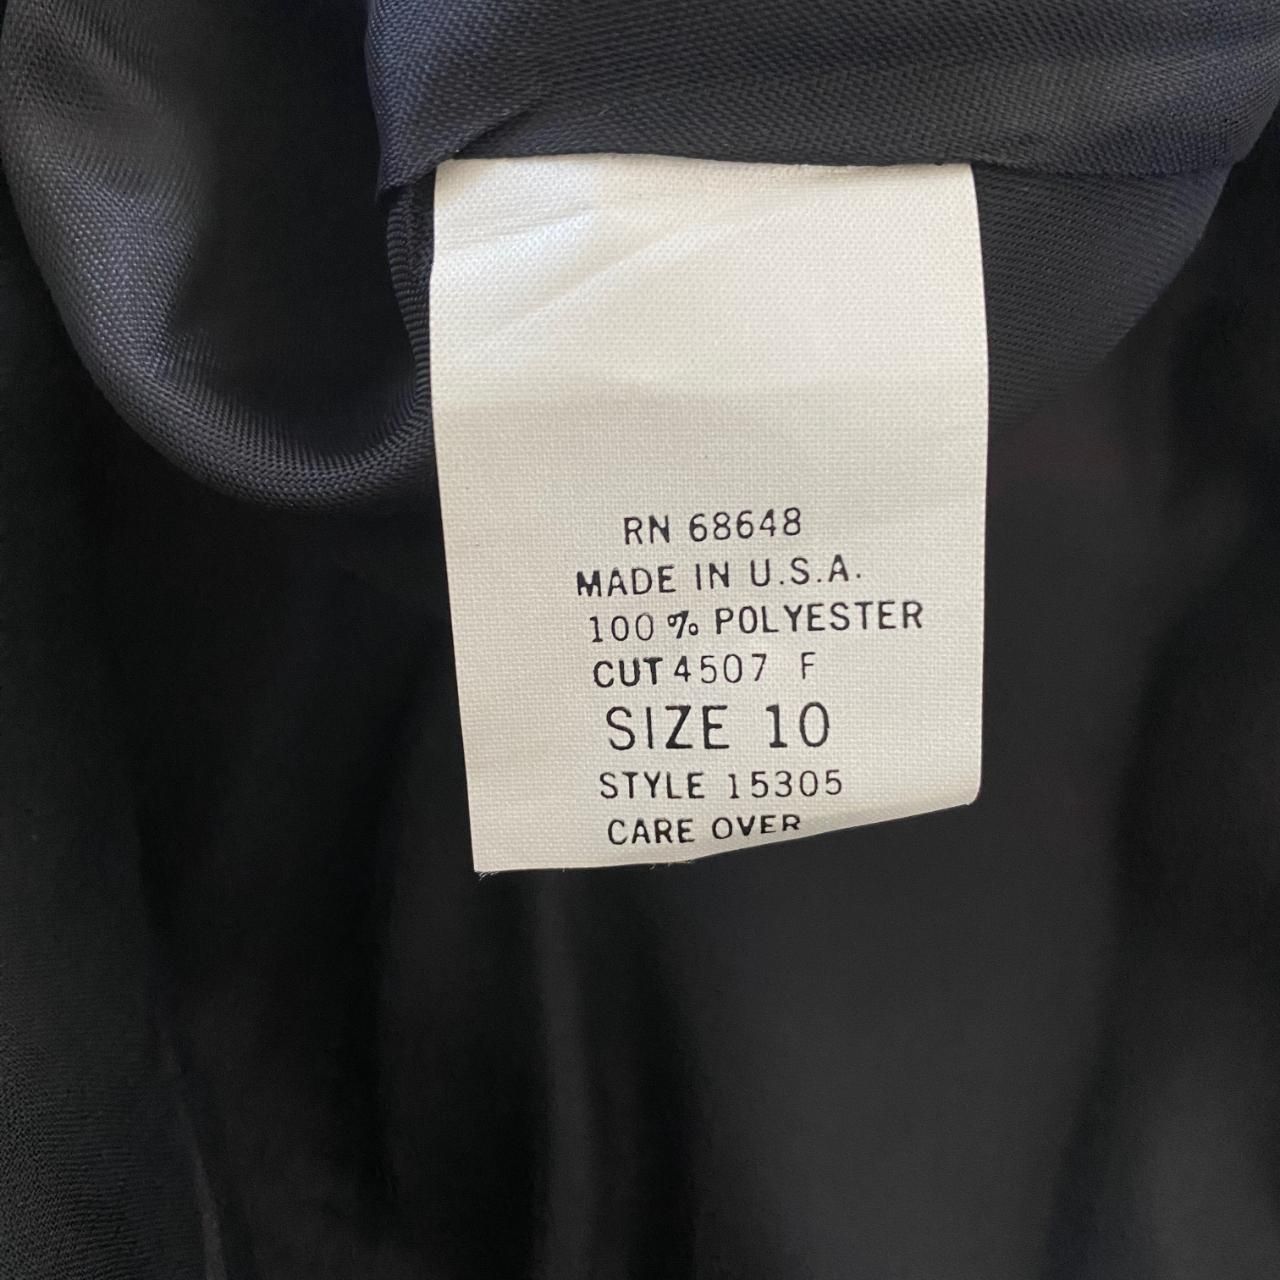 RN 68648
MADE IN U.S.A.
100% POLYESTER
CUT 4507 F
SIZE 10
STYLE 15305
CARE OVER